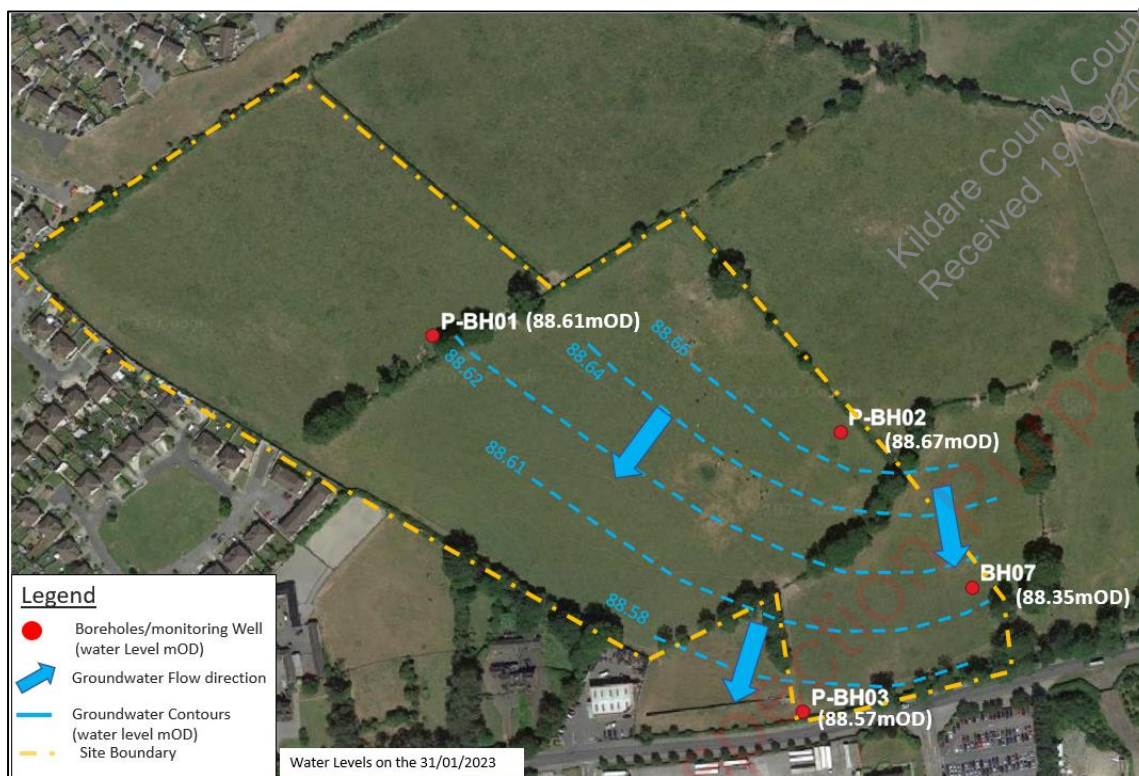 Kildare County Coun
Received 19/09/20
P-BH01 (88.61mOD)
88.66
88.64
88.62
P-BH02
(88.67mOD)
88.61
BH07
(88.35mOD)
88.58
P-BH03
(88.57mOD)
Legend
Boreholes/monitoring Well
(water Level mOD)
Groundwater Flow direction
Groundwater Contours
(water level mOD)
Site Boundary
Water Levels on the 31/01/2023